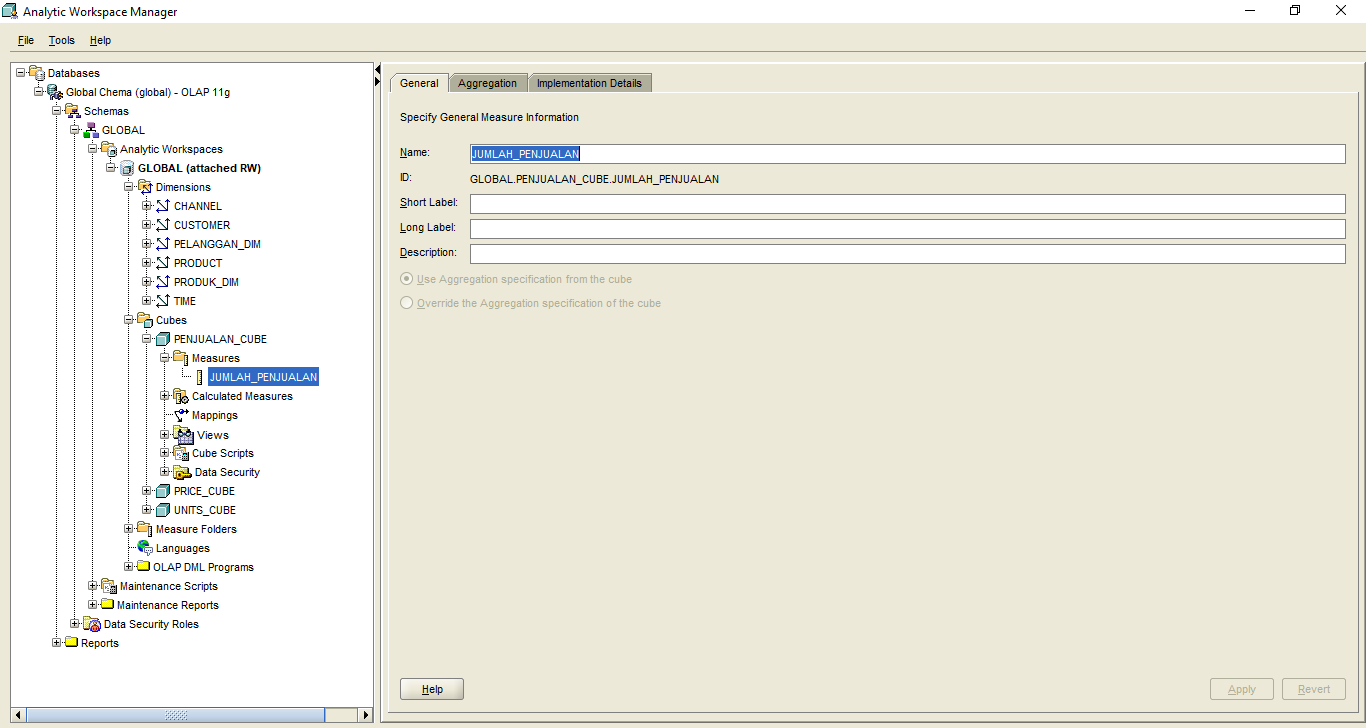 Analytic Workspace Manager
File Tools Help
Databases
Global Chema (global) - OLAP 11g
Schemas
GLOBAL
Analytic Workspaces
GLOBAL (attached RW)
Dimensions
CHANNEL
CUSTOMER
PELANGGAN_DIM
PRODUCT
PRODUK_DIM
TIME
Cubes
PENJUALAN_CUBE
Measures
JUMLAH_PENJUALAN
Calculated Measures
Mappings
Views
Cube Scripts
Data Security
PRICE_CUBE
UNITS_CUBE
Measure Folders
Languages
OLAP DML Programs
Maintenance Scripts
Maintenance Reports
Data Security Roles
Reports
General Aggregation Implementation Details
Specify General Measure Information
Name: JUMLAH_PENJUALAN
ID: GLOBAL.PENJUALAN_CUBE.JUMLAH_PENJUALAN
Short Label:
Long Label:
Description:
Use Aggregation specification from the cube
Override the Aggregation specification of the cube
Help Apply Revert